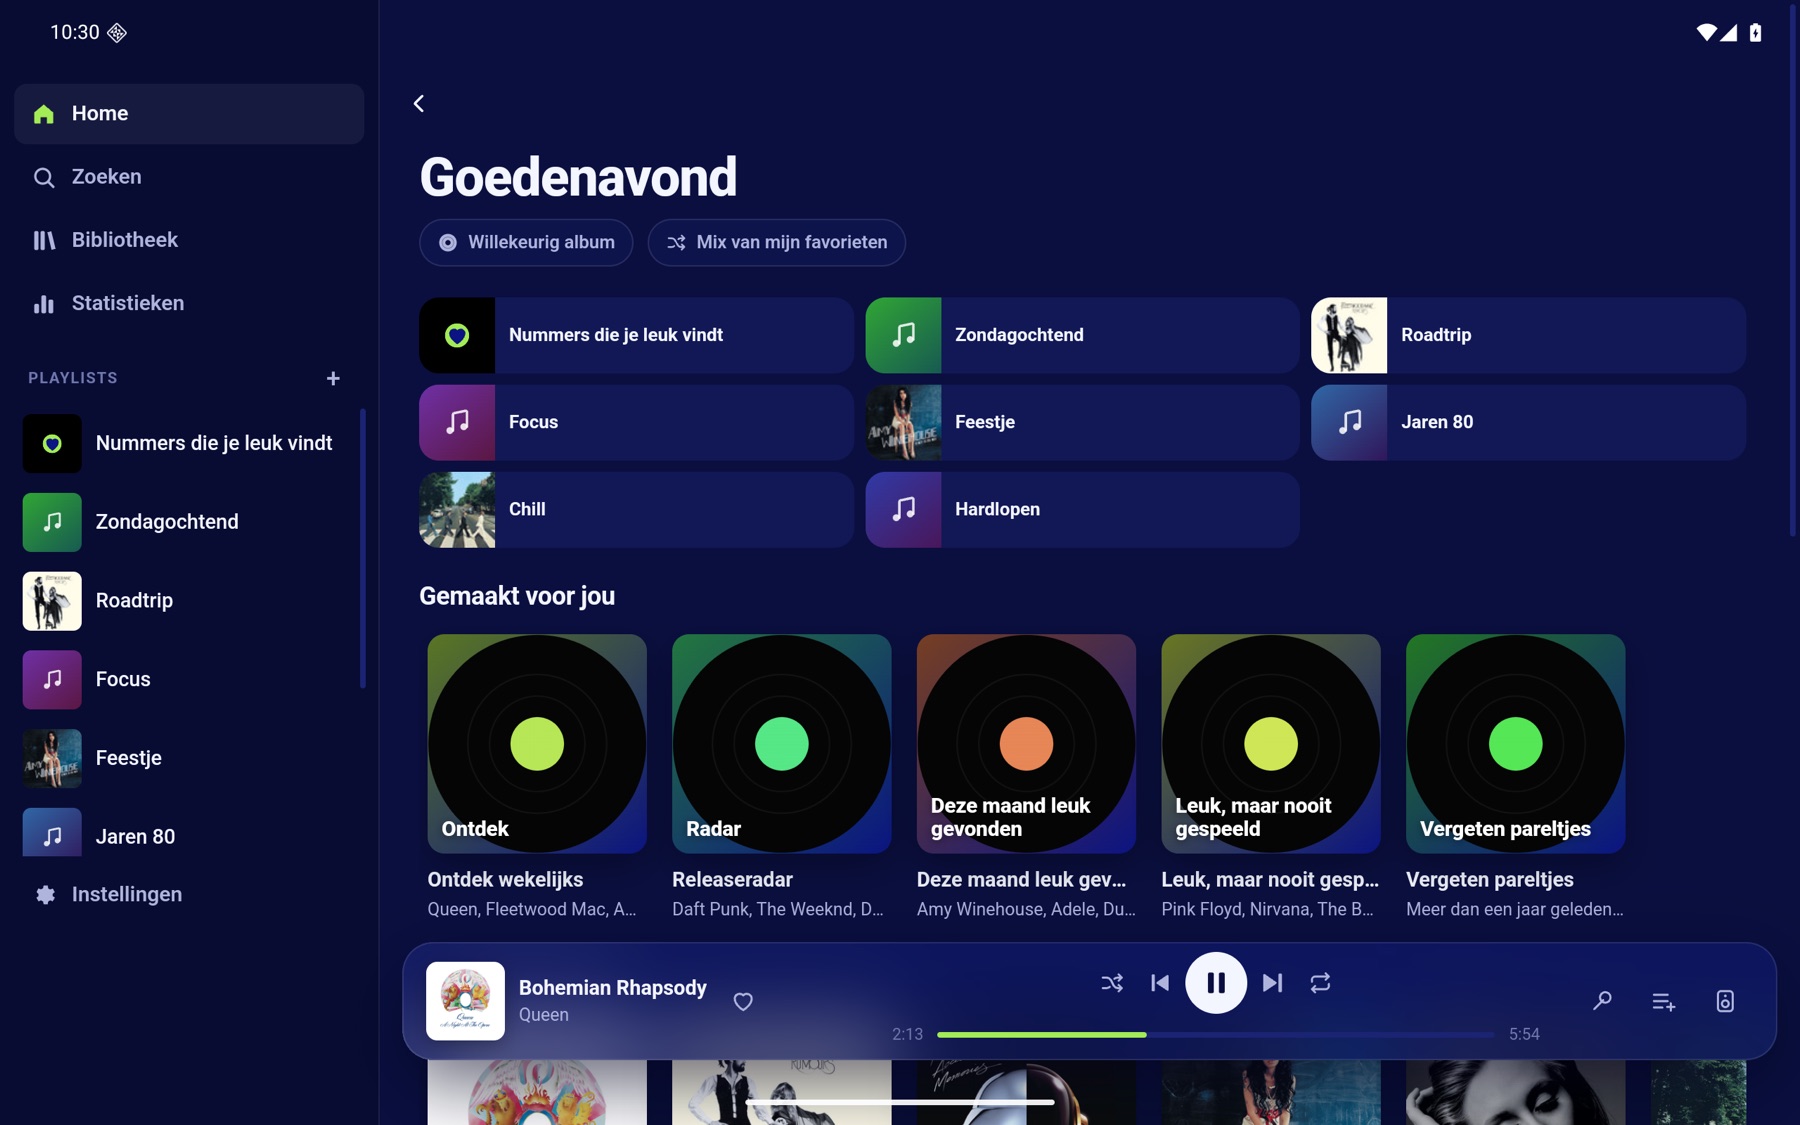 10:30
Home
Zoeken
Bibliotheek
Statistieken
PLAYLISTS
Nummers die je leuk vindt
Zondagochtend
Roadtrip
Focus
Feestje
Jaren 80
Instellingen
Goedenavond
Willekeurig album
Mix van mijn favorieten
Nummers die je leuk vindt
Zondagochtend
Roadtrip
Focus
Feestje
Jaren 80
Chill
Hardlopen
Gemaakt voor jou
Ontdek
Radar
Deze maand leuk
gevonden
Leuk, maar nooit
gespeeld
Vergeten pareltjes
Ontdek wekelijks
Releaseradar
Deze maand leuk gev...
Leuk, maar nooit gesp...
Vergeten pareltjes
Queen, Fleetwood Mac, A...
Daft Punk, The Weeknd, D...
Amy Winehouse, Adele, Du...
Pink Floyd, Nirvana, The B...
Meer dan een jaar geleden...
Bohemian Rhapsody
Queen
2:13
5:54